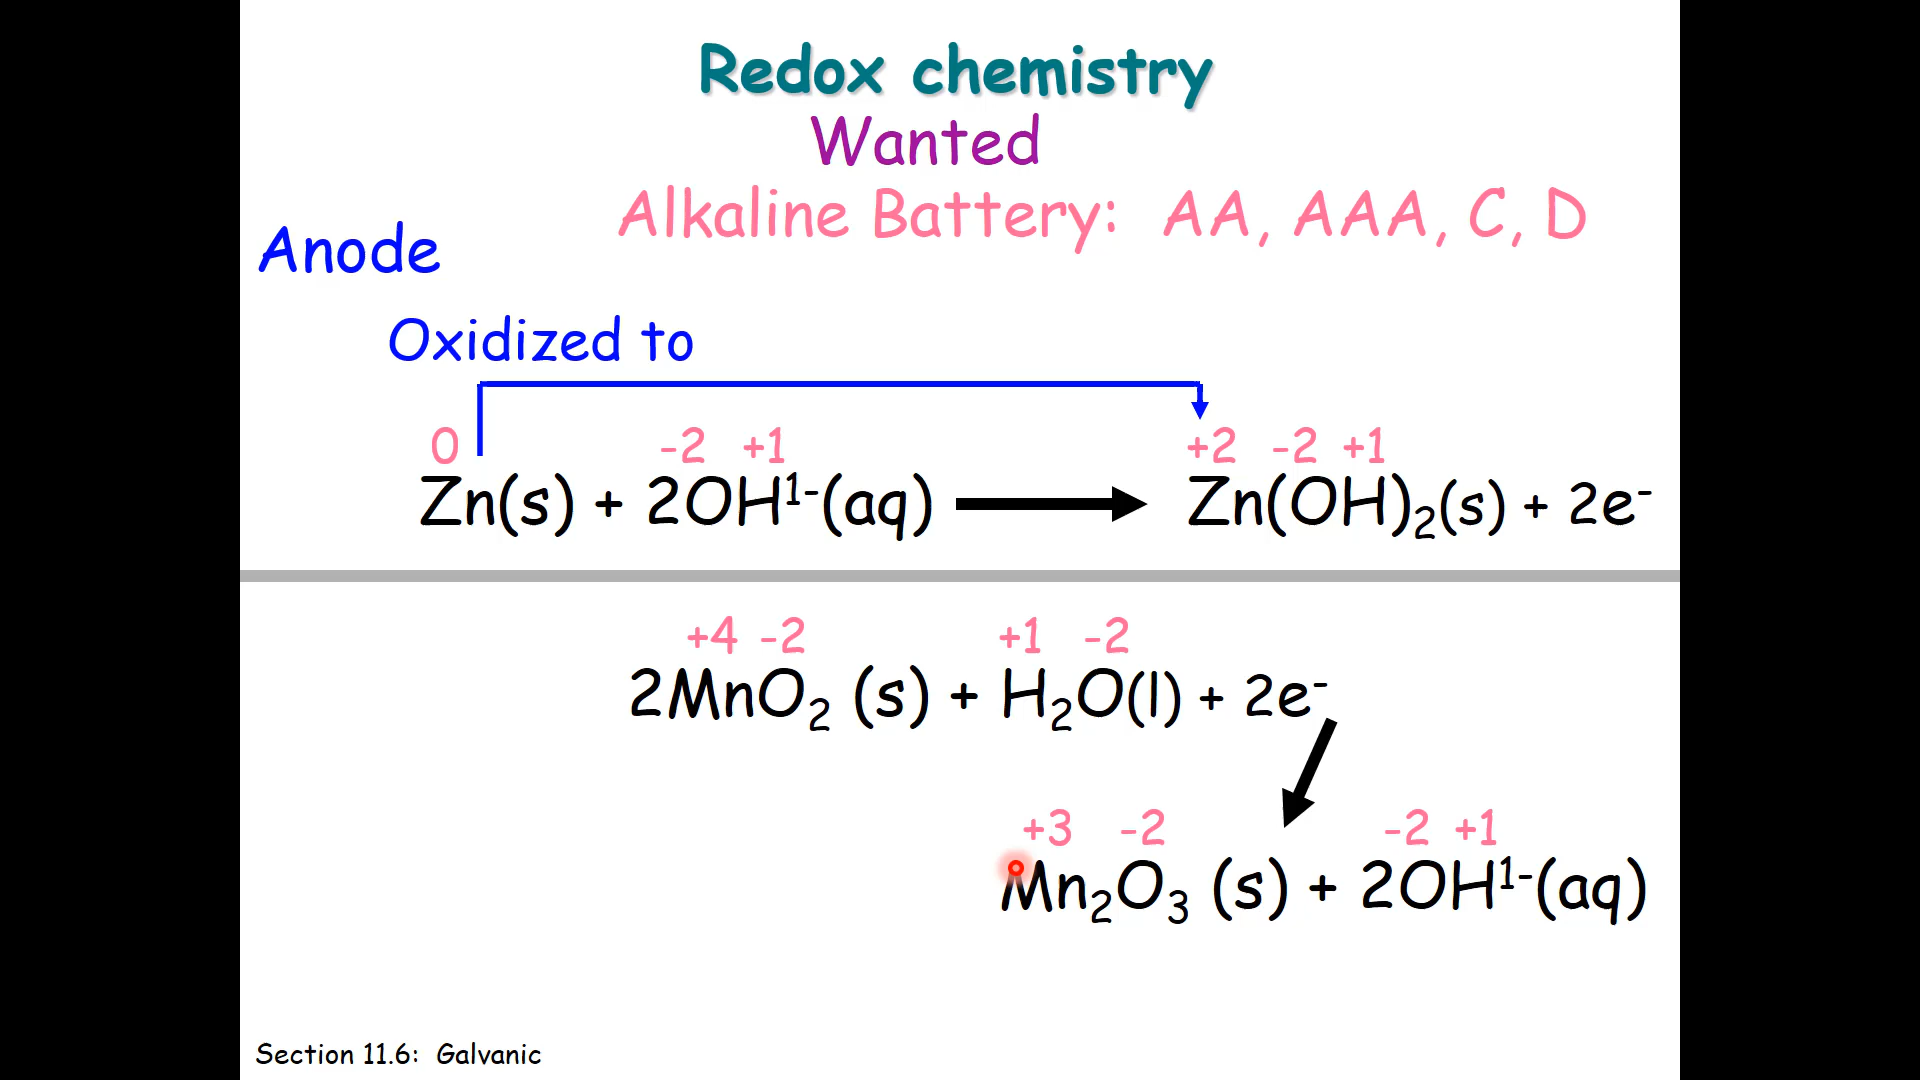 Redox chemistry
Wanted
Alkaline Battery: AA, AAA, C, D
Anode
Oxidized to
0 -2 +1 +2 -2 +1
Zn(s) + 2OH¹⁻(aq) Zn(OH)₂(s) + 2e⁻
+4 -2 +1 -2
2MnO₂ (s) + H₂O(l) + 2e⁻
+3 -2 -2 +1
Mn₂O₃ (s) + 2OH¹⁻(aq)
Section 11.6: Galvanic